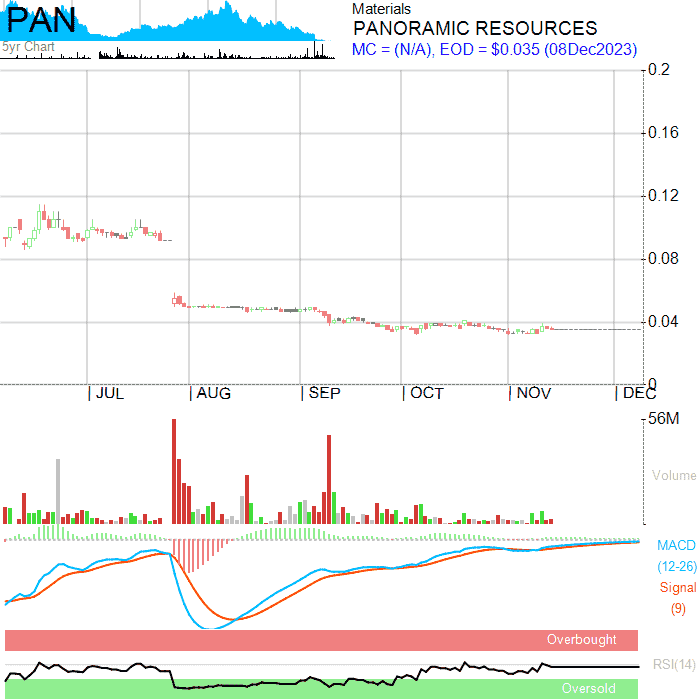 PAN
5yr Chart
Materials
PANORAMIC RESOURCES
MC = (N/A), EOD = $0.035 (08Dec2023)
0.2
0.16
0.12
0.08
0.04
0
JUL AUG SEP OCT NOV DEC
56M
Volume
MACD
(12-26)
Signal
(9)
Overbought
RSI(14)
Oversold